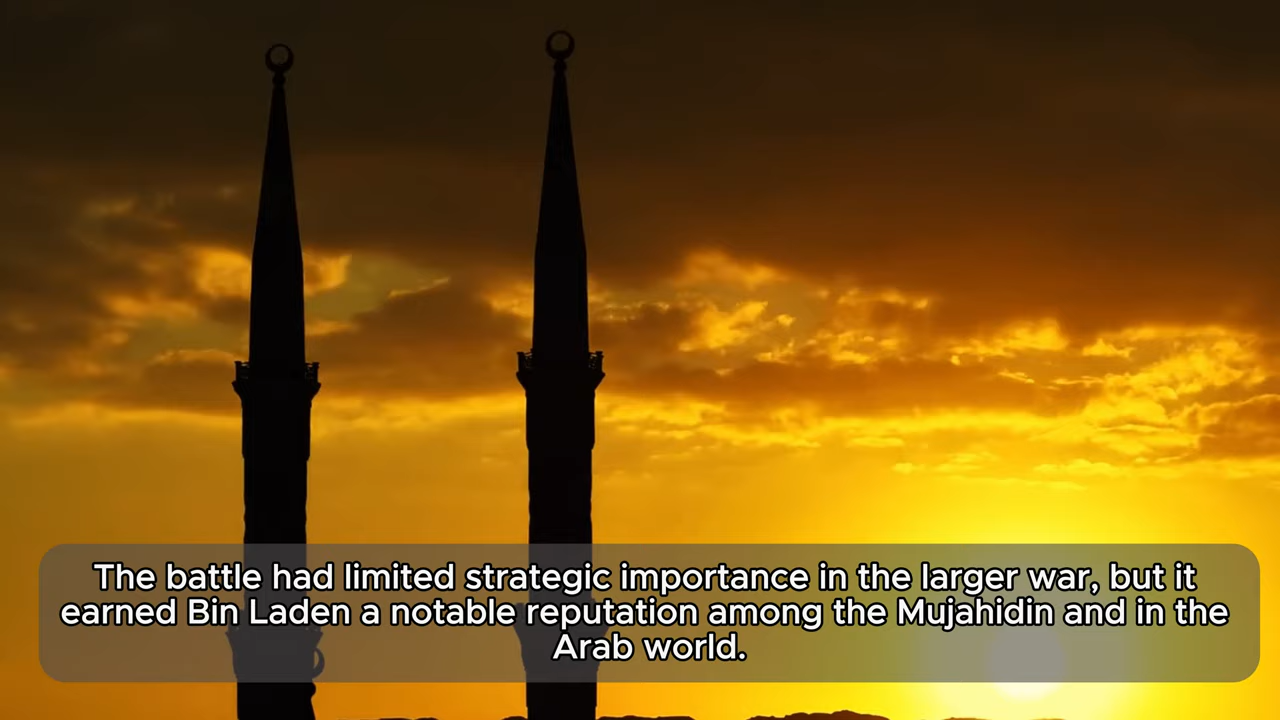 The battle had limited strategic importance in the larger war, but it
earned Bin Laden a notable reputation among the Mujahidin and in the
Arab world.